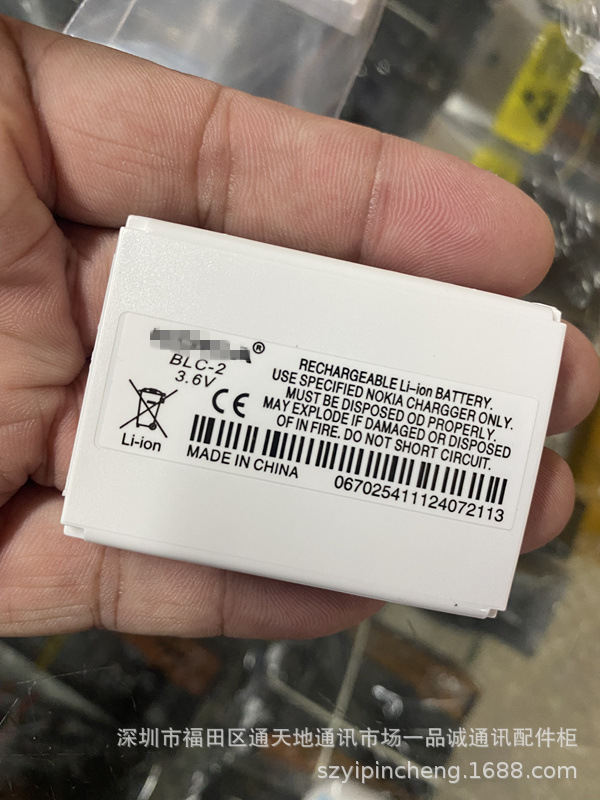 ®
BLC-2
3.6V
CE
Li-ion
RECHARGEABLE Li-ion BATTERY.
USE SPECIFIED NOKIA CHARGGER ONLY.
MUST BE DISPOSED OD PROPERLY.
MAY EXPLODE IF DAMAGED OR DISPOSED
OF IN FIRE. DO NOT SHORT CIRCUIT.
MADE IN CHINA
0670254111124072113
深圳市福田区通天地通讯市场一品诚通讯配件柜
szyipincheng.1688.com